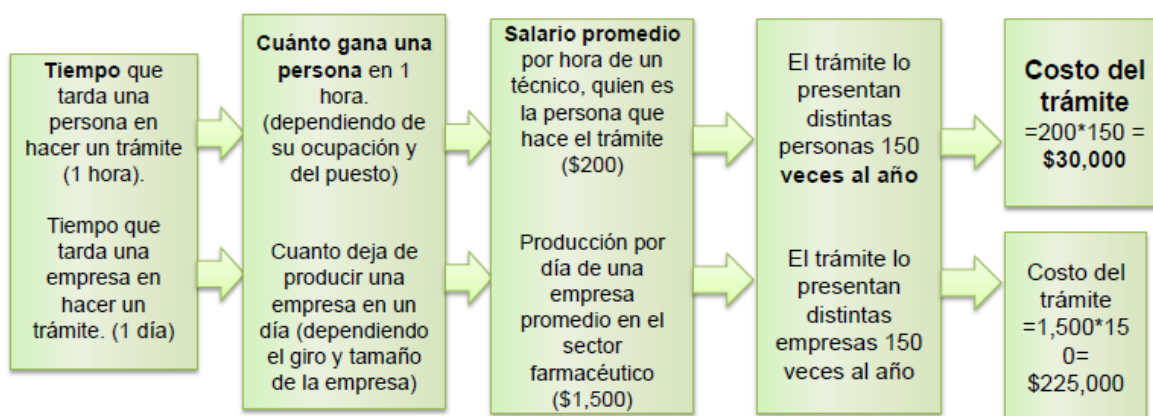 Tiempo que
tarda una
persona en
hacer un trámite
(1 hora).
Tiempo que
tarda una
empresa en
hacer un
trámite. (1 día)
Cuánto gana una
persona en 1
hora.
(dependiendo de
su ocupación y
del puesto)
Cuanto deja de
producir una
empresa en un
día (dependiendo
el giro y tamaño
de la empresa)
Salario promedio
por hora de un
técnico, quien es
la persona que
hace el trámite
($200)
Producción por
día de una
empresa
promedio en el
sector
farmacéutico
($1,500)
El trámite lo
presentan
distintas
personas 150
veces al año
El trámite lo
presentan
distintas
empresas 150
veces al año
Costo del
trámite
=200*150 =
$30,000
Costo del
trámite
=1,500*15
0=
$225,000